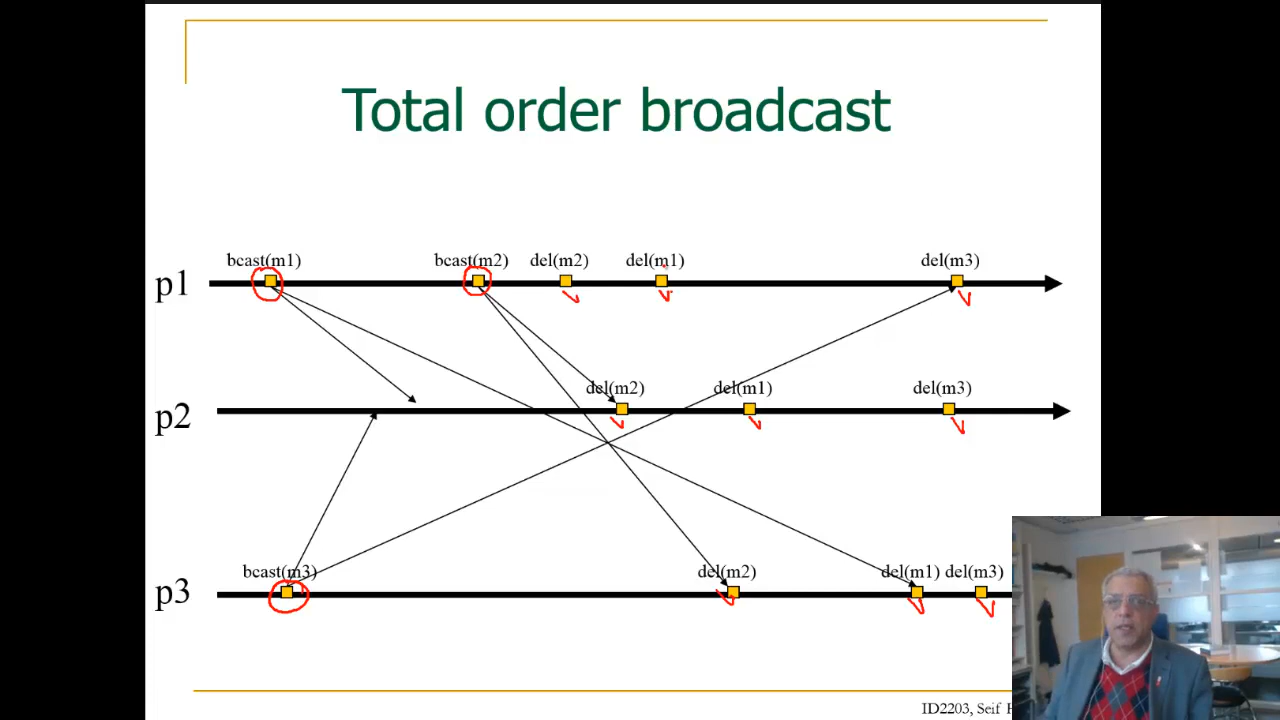 Total order broadcast
bcast(m1) bcast(m2) del(m2) del(m1) del(m3)
p1
del(m2) del(m1) del(m3)
p2
bcast(m3) del(m2) del(m1) del(m3)
p3
ID2203, Seif